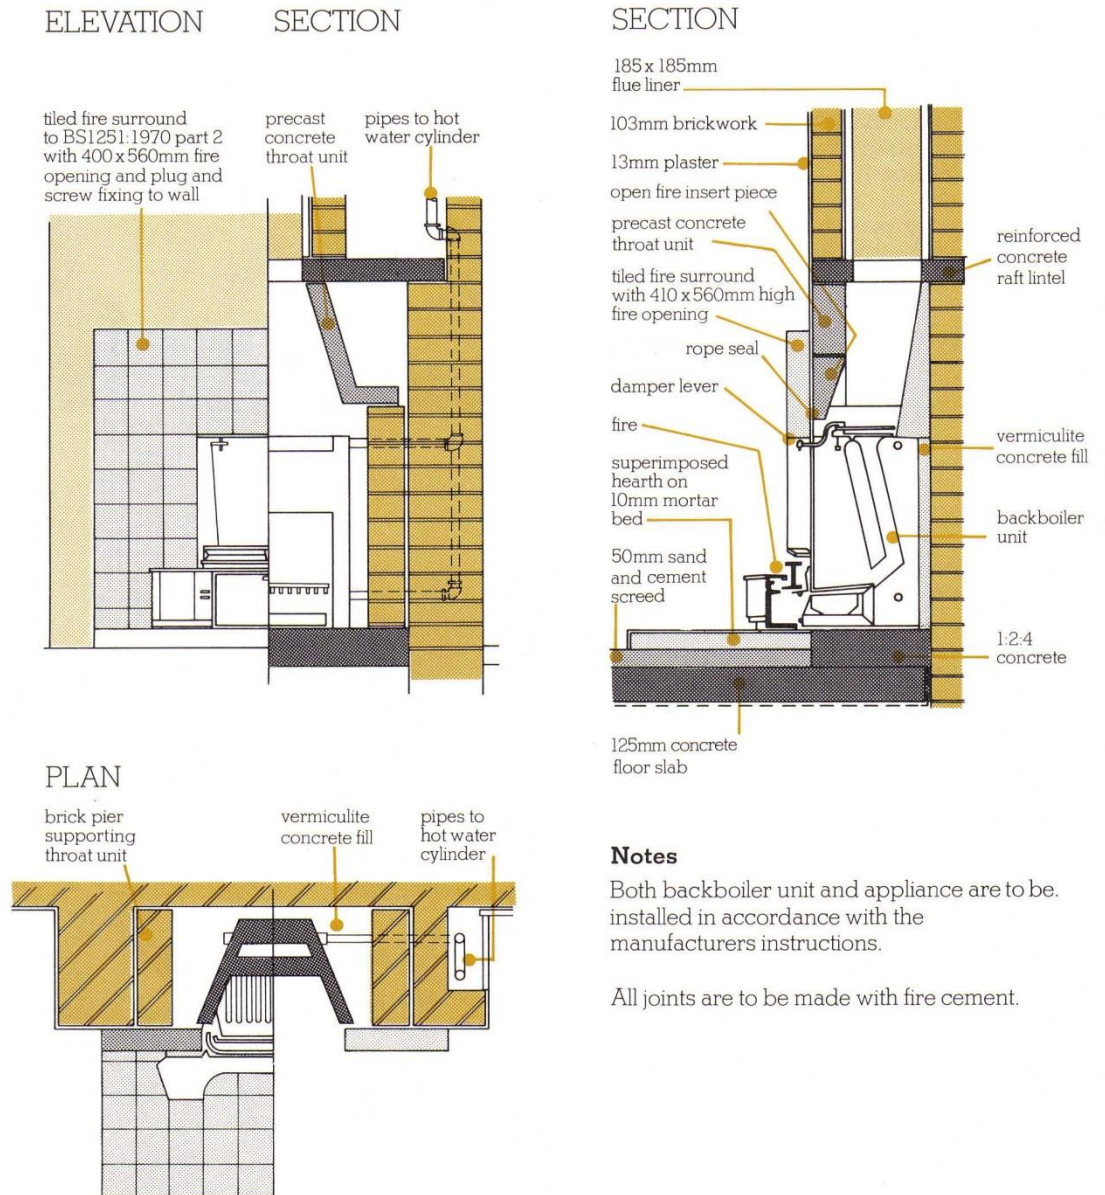 ELEVATION
SECTION
tiled fire surround
to BS1251:1970 part 2
with 400 x 560mm fire
opening and plug and
screw fixing to wall
precast
concrete
throat unit
pipes to hot
water cylinder
SECTION
185 x 185mm
flue liner
103mm brickwork
13mm plaster
open fire insert piece
precast concrete
throat unit
tiled fire surround
with 410 x 560mm high
fire opening
rope seal
damper lever
fire
superimposed
hearth on
10mm mortar
bed
50mm sand
and cement
screed
125mm concrete
floor slab
reinforced
concrete
raft lintel
vermiculite
concrete fill
backboiler
unit
1:2:4
concrete
PLAN
brick pier
supporting
throat unit
vermiculite
concrete fill
pipes to
hot water
cylinder
Notes
Both backboiler unit and appliance are to be.
installed in accordance with the
manufacturers instructions.
All joints are to be made with fire cement.